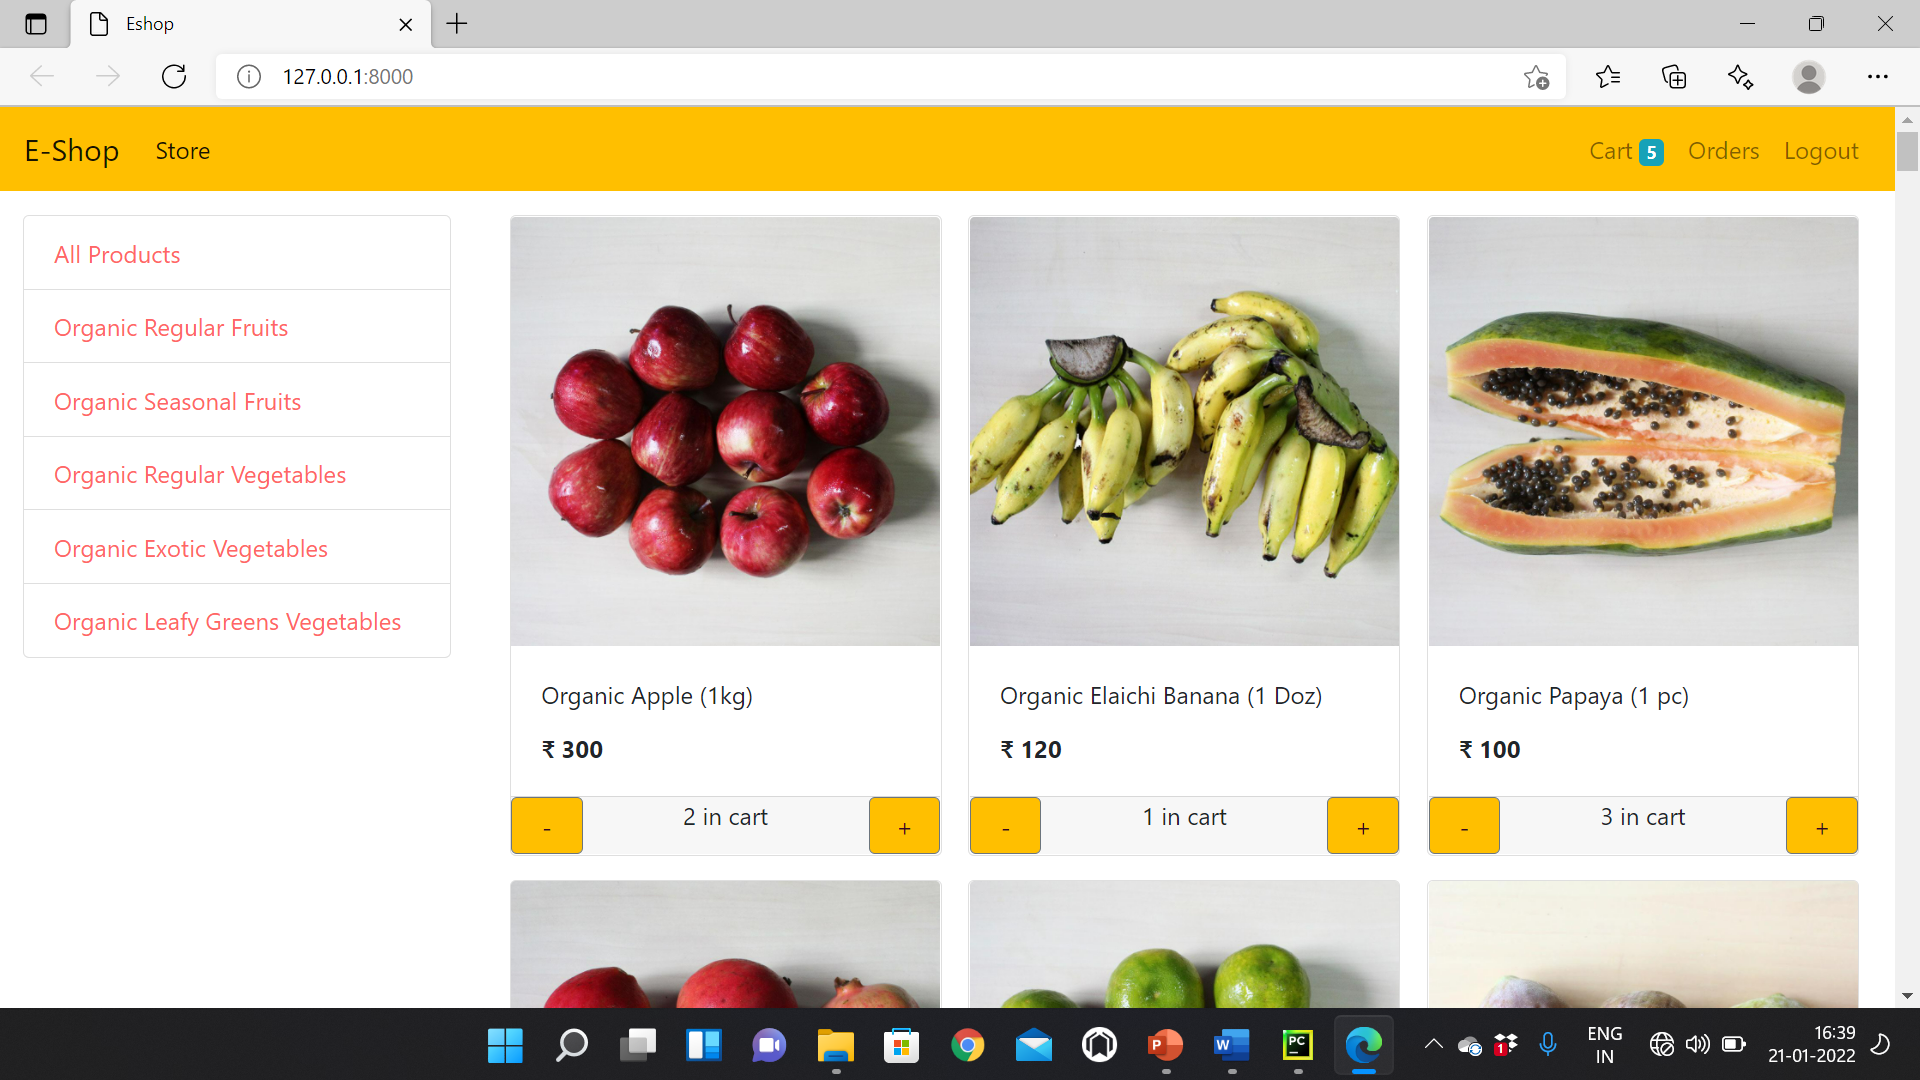 Eshop
127.0.0.1:8000
E-Shop Store Cart 5 Orders Logout
All Products
Organic Regular Fruits
Organic Seasonal Fruits
Organic Regular Vegetables
Organic Exotic Vegetables
Organic Leafy Greens Vegetables
Organic Apple (1kg)
₹ 300
- 2 in cart +
Organic Elaichi Banana (1 Doz)
₹ 120
- 1 in cart +
Organic Papaya (1 pc)
₹ 100
- 3 in cart +
P
W
PC
1
ENG
IN
16:39
21-01-2022